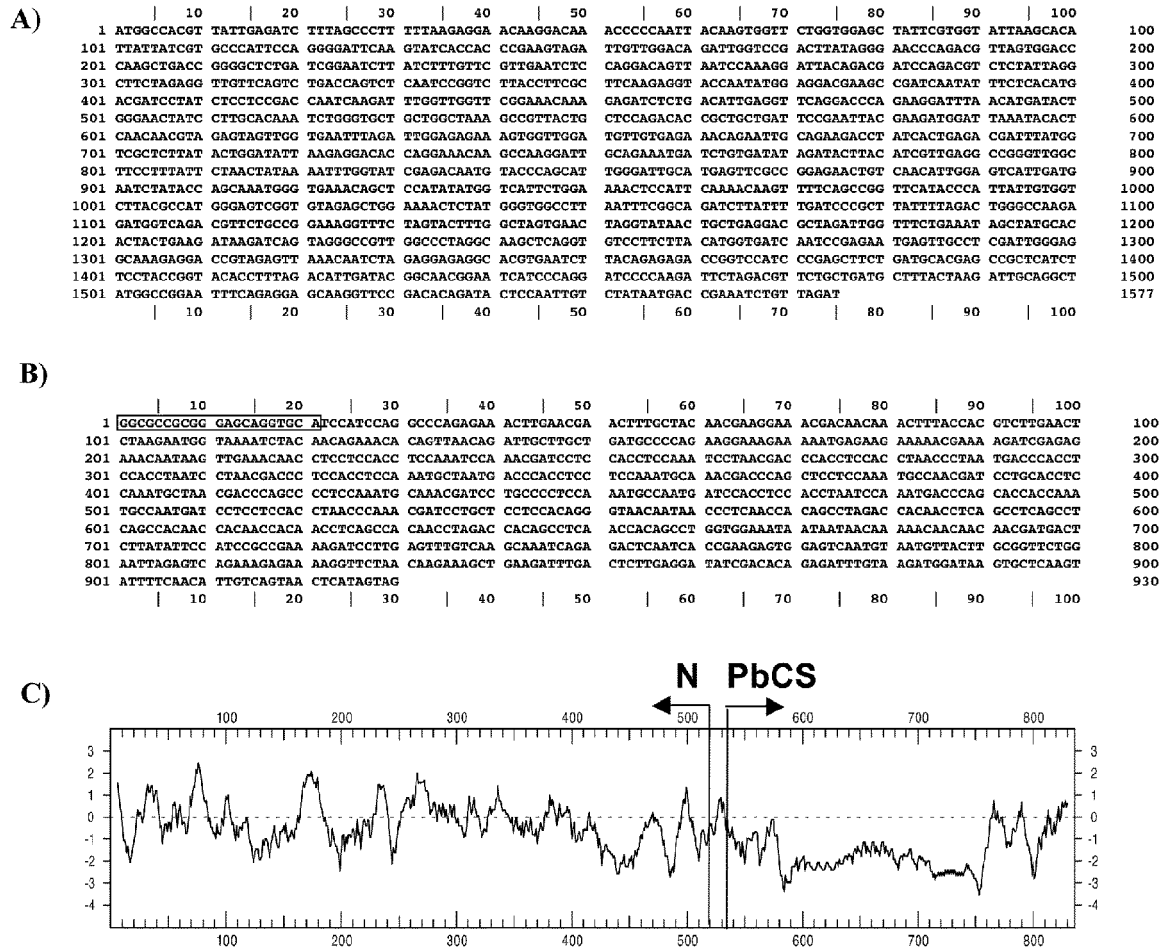 A)
10 20 30 40 50 60 70 80 90 100
1 ATGGCCACGT TATTGAGATC TTTAGCCCTT TTTAAGAGGA ACAAGGACAA ACCCCCAATT ACAAGTGGTT CTGGTGGAGC TATTCGTGGT ATTAAGCACA 100
101 TTATTATCGT GCCCATTCCA GGGGATTCAA GTATCACCAC CCGAAGTAGA TTGTTGGACA GATTGGTCCG ACTTATAGGG AACCCAGACG TTAGTGGACC 200
201 CAAGCTGACC GGGGCTCTGA TCGGAATCTT ATCTTTGTTC GTTGAATCTC CAGGACAGTT AATCCAAAGG ATTACAGACG ATCCAGACGT CTCTATTAGG 300
301 CTTCTAGAGG TTGTTCAGTC TGACCAGTCT CAATCCGGTC TTACCTTCGC TTCAAGAGGT ACCAATATGG AGGACGAAGC CGATCAATAT TTCTCACATG 400
401 ACGATCCTAT CTCCTCCGAC CAATCAAGAT TTGGTTGGTT CGGAAACAAA GAGATCTCTG ACATTGAGGT TCAGGACCCA GAAGGATTTA ACATGATACT 500
501 GGGAACTATC CTTGCACAAA TCTGGGTGCT GCTGGCTAAA GCCGTTACTG CTCCAGACAC CGCTGCTGAT TCCGAATTAC GAAGATGGAT TAAATACACT 600
601 CAACAACGTA GAGTAGTTGG TGAATTTAGA TTGGAGAGAA AGTGGTTGGA TGTTGTGAGA AACAGAATTG CAGAAGACCT ATCACTGAGA CGATTTATGG 700
701 TCGCTCTTAT ACTGGATATT AAGAGGACAC CAGGAAACAA GCCAAGGATT GCAGAAATGA TCTGTGATAT AGATACTTAC ATCGTTGAGG CCGGGTTGGC 800
801 TTCCTTTATT CTAACTATAA AATTTGGTAT CGAGACAATG TACCCAGCAT TGGGATTGCA TGAGTTCGCC GGAGAACTGT CAACATTGGA GTCATTGATG 900
901 AATCTATACC AGCAAATGGG TGAAACAGCT CCATATATGG TCATTCTGGA AAACTCCATT CAAAACAAGT TTTCAGCCGG TTCATACCCA TTATTGTGGT 1000
1001 CTTACGCCAT GGGAGTCGGT GTAGAGCTGG AAAACTCTAT GGGTGGCCTT AATTTCGGCA GATCTTATTT TGATCCCGCT TATTTTAGAC TGGGCCAAGA 1100
1101 GATGGTCAGA CGTTCTGCCG GAAAGGTTTC TAGTACTTTG GCTAGTGAAC TAGGTATAAC TGCTGAGGAC GCTAGATTGG TTTCTGAAAT AGCTATGCAC 1200
1201 ACTACTGAAG ATAAGATCAG TAGGGCCGTT GGCCCTAGGC AAGCTCAGGT GTCCTTCTTA CATGGTGATC AATCCGAGAA TGAGTTGCCT CGATTGGGAG 1300
1301 GCAAAGAGGA CCGTAGAGTT AAACAATCTA GAGGAGAGGC ACGTGAATCT TACAGAGAGA CCGGTCCATC CCGAGCTTCT GATGCACGAG CCGCTCATCT 1400
1401 TCCTACCGGT ACACCTTTAG ACATTGATAC GGCAACGGAA TCATCCCAGG ATCCCCAAGA TTCTAGACGT TCTGCTGATG CTTTACTAAG ATTGCAGGCT 1500
1501 ATGGCCGGAA TTTCAGAGGA GCAAGGTTCC GACACAGATA CTCCAATTGT CTATAATGAC CGAAATCTGT TAGAT 1577
10 20 30 40 50 60 70 80 90 100
B)
10 20 30 40 50 60 70 80 90 100
1 GGCGCCGCGG GAGCAGGTGCA ATCCATCCAG GCCCAGAGAA ACTTGAACGA ACTTTGCTAC AACGAAGAAA ACGACAACAA ACTTTACCAC GTCTTGAACT 100
101 CTAAGAATGG TAAAATCTAC AACAGAAACA CAGTTAACAG ATTGCTTGCT GATGCCCCAG AAGGAAAGAA AAATGAGAAG AAAAACGAAA AGATCGAGAG 200
201 AAACAATAAG TTGAAACAAC CTCCTCCACC TCCAAATCCA AACGATCCTC CACCTCCAAA TCCTAACGAC CCACCTCCAC CTAACCCTAA TGACCCACCT 300
301 CCACCTAATC CTAACGACCC TCCACCTCCA AATGCTAATG ACCCACCTCC TCCAAATGCA AACGACCCAG CTCCTCCAAA TGCCAACGAT CCTGCACCTC 400
401 CAAATGCTAA CGACCCAGCC CCTCCAAATG CAAACGATCC TGCCCCTCCA AATGCCAATG ATCCACCTCC ACCTAATCCA AATGACCCAG CACCACCAAA 500
501 TGCCAATGAT CCTCCTCCAC CTAACCCAAA CGATCCTGCT CCTCCACAGG GTAACAATAA CCCTCAACCA CAGCCTAGAC CACAACCTCA GCCTCAGCCT 600
601 CAGCCACAAC CACAACCACA ACCTCAGCCA CAACCTAGAC CACAGCCTCA ACCACAGCCT GGTGGAAATA ATAATAACAA AAACAACAAC AACGATGACT 700
701 CTTATATTCC ATCCGCCGAA AAGATCCTTG AGTTTGTCAA GCAAATCAGA GACTCAATCA CCGAAGAGTG GAGTCAATGT AATGTTACTT GCGGTTCTGG 800
801 AATTAGAGTC AGAAAGAGAA AAGGTTCTAA CAAGAAAGCT GAAGATTTGA CTCTTGAGGA TATCGACACA GAGATTTGTA AGATGGATAA GTGCTCAAGT 900
901 ATTTTCAACA TTGTCAGTAA CTCATAGTAG 930
10 20 30 40 50 60 70 80 90 100
C)
N PbCS
100 200 300 400 500 600 700 800
3 3
2 2
1 1
0 0
-1 -1
-2 -2
-3 -3
-4 -4
100 200 300 400 500 600 700 800